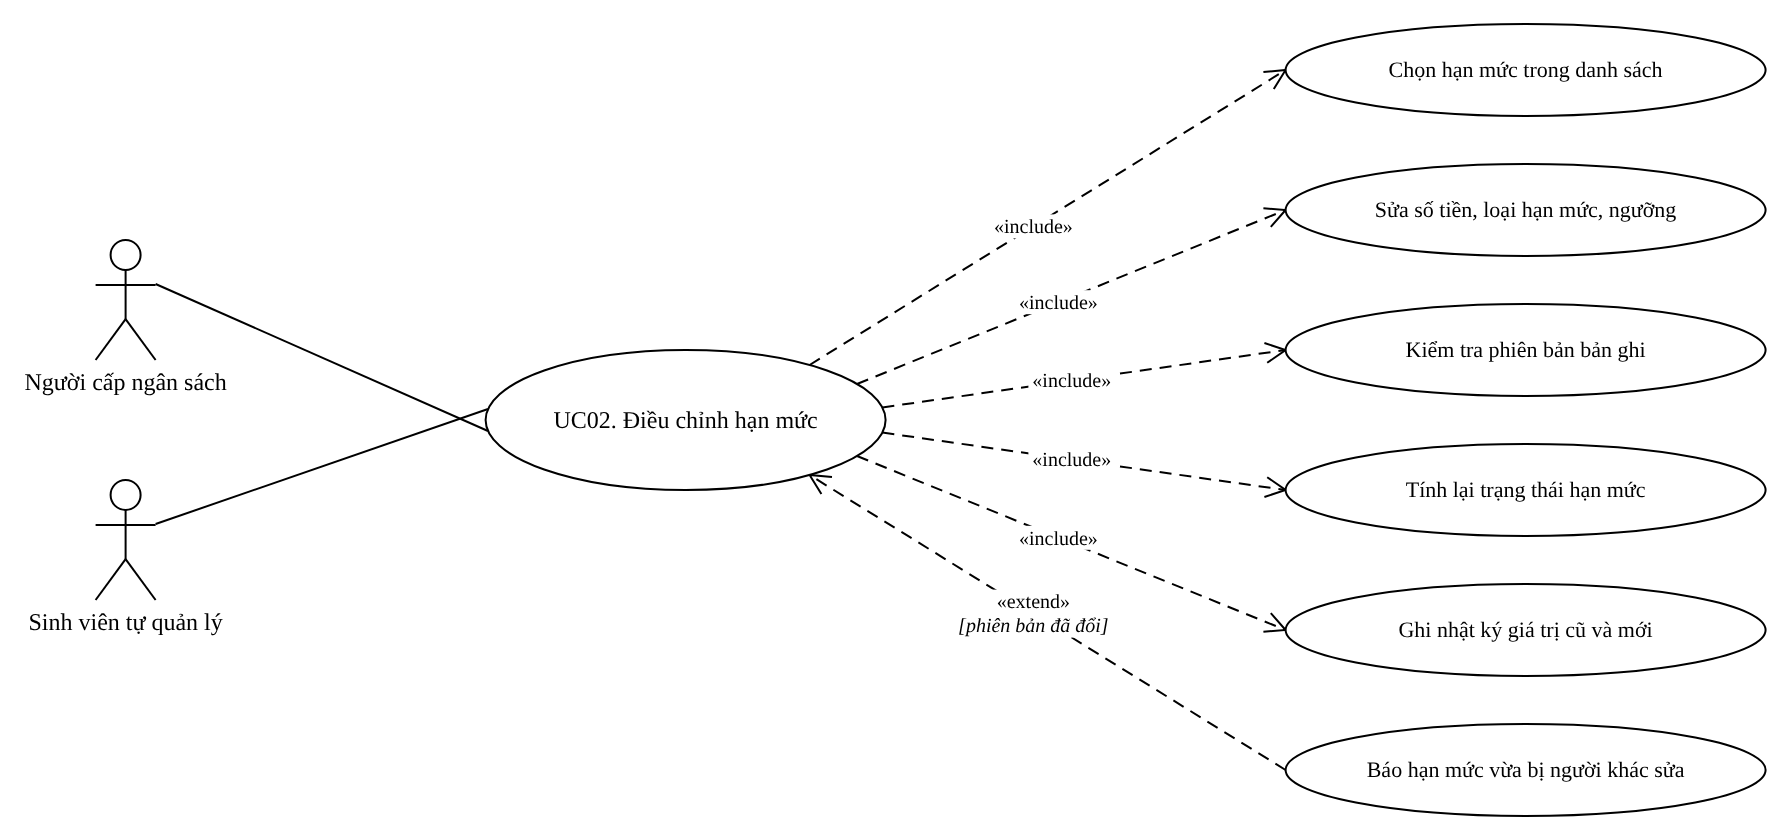 Chọn hạn mức trong danh sách
Sửa số tiền, loại hạn mức, ngưỡng
Kiểm tra phiên bản bản ghi
Tính lại trạng thái hạn mức
Ghi nhật ký giá trị cũ và mới
Báo hạn mức vừa bị người khác sửa
«include»
«include»
«include»
«include»
«include»
«extend»
[phiên bản đã đổi]
UC02. Điều chỉnh hạn mức
Người cấp ngân sách
Sinh viên tự quản lý